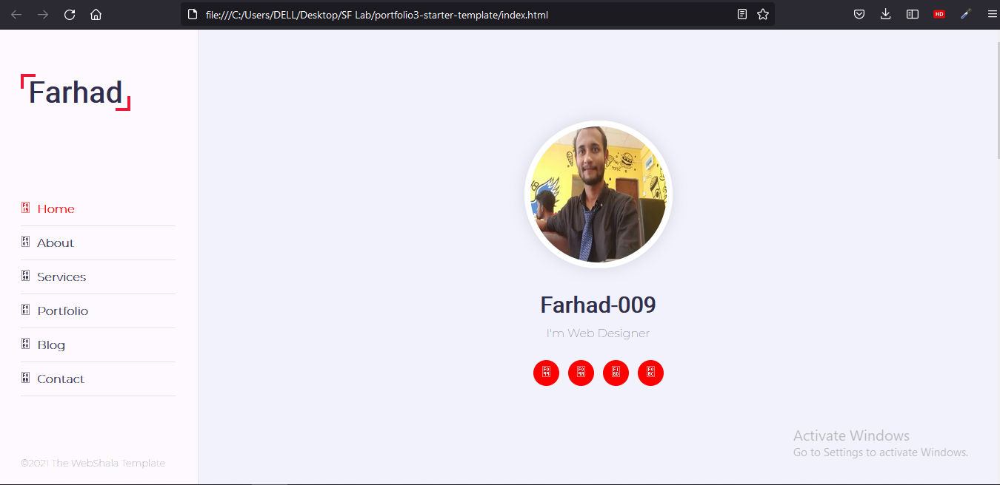 file:///C:/Users/DELL/Desktop/SF Lab/portfolio3-starter-template/index.html
HD
Farhad
Home
About
Services
Portfolio
Blog
Contact
©2021 The WebShala Template
Farhad-009
I'm Web Designer
Activate Windows
Go to Settings to activate Windows.